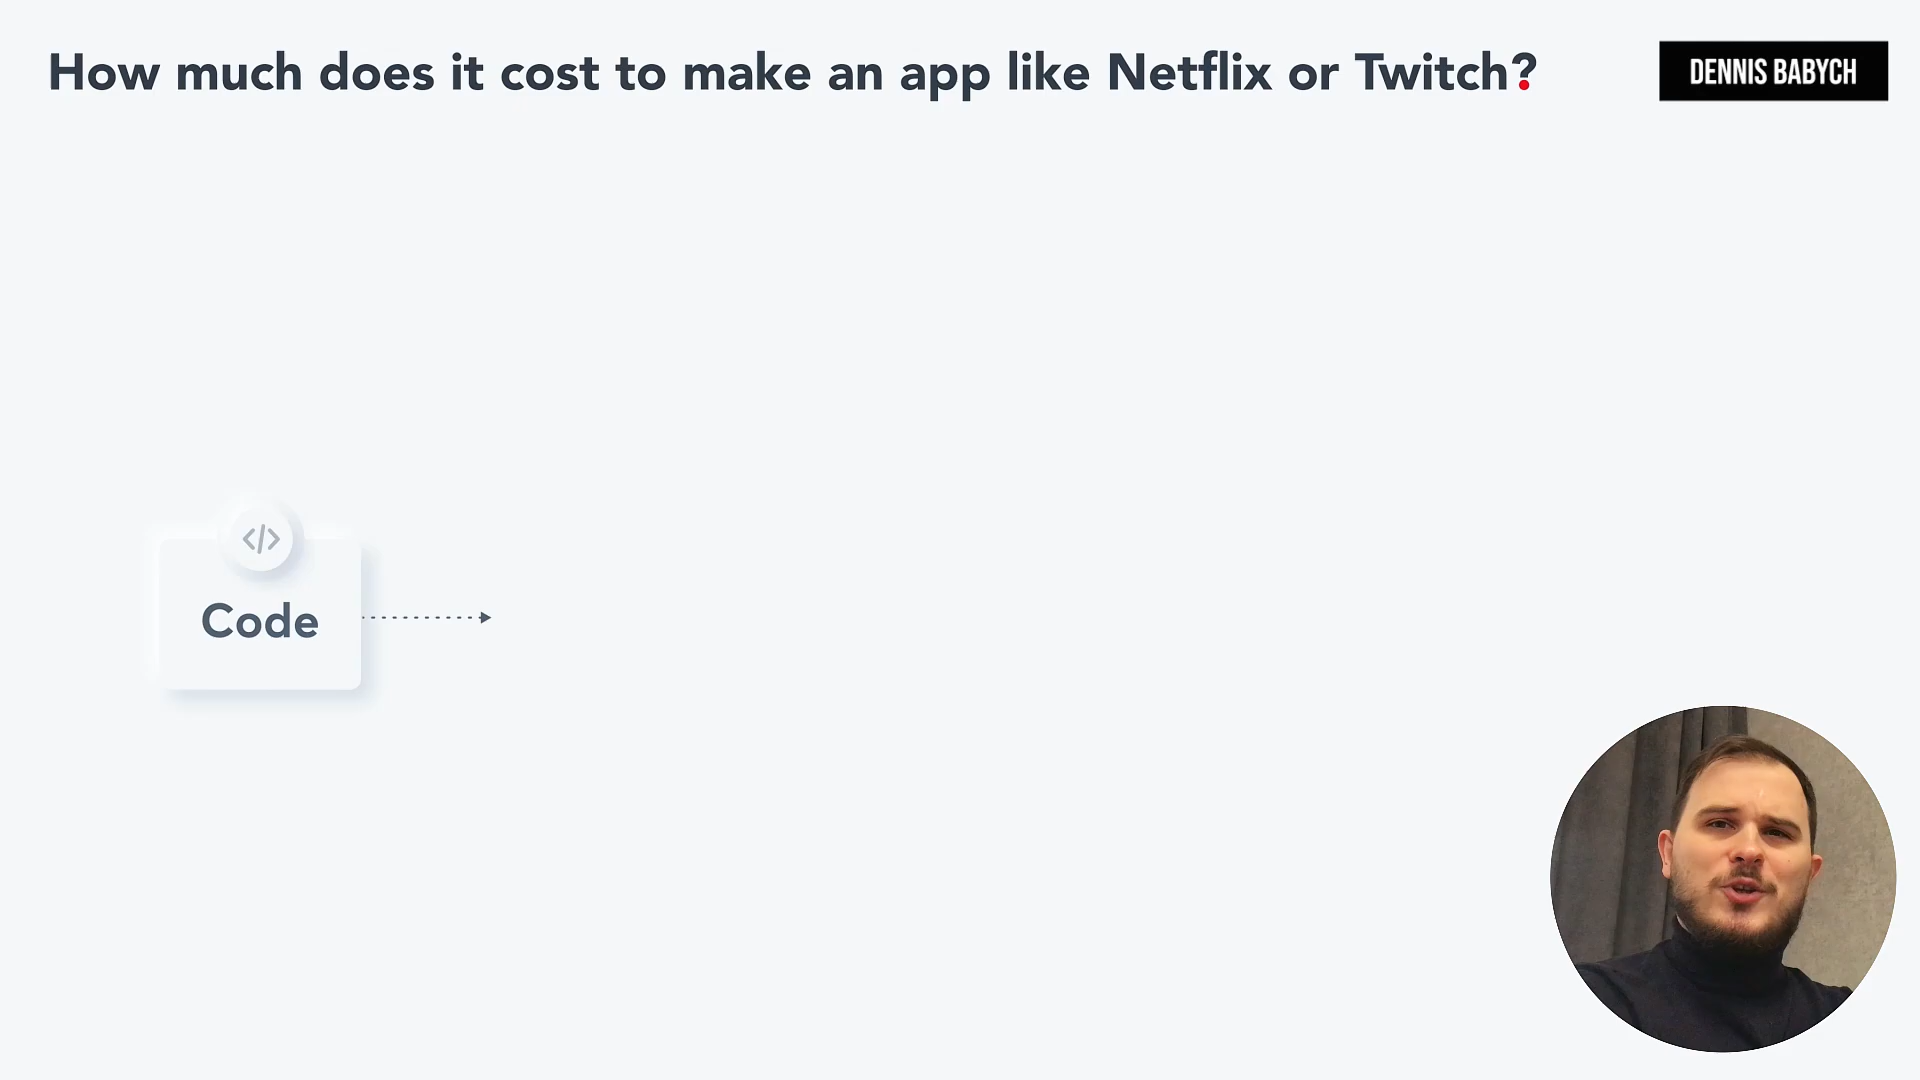 How much does it cost to make an app like Netflix or Twitch?
DENNIS BABYCH
</>
Code